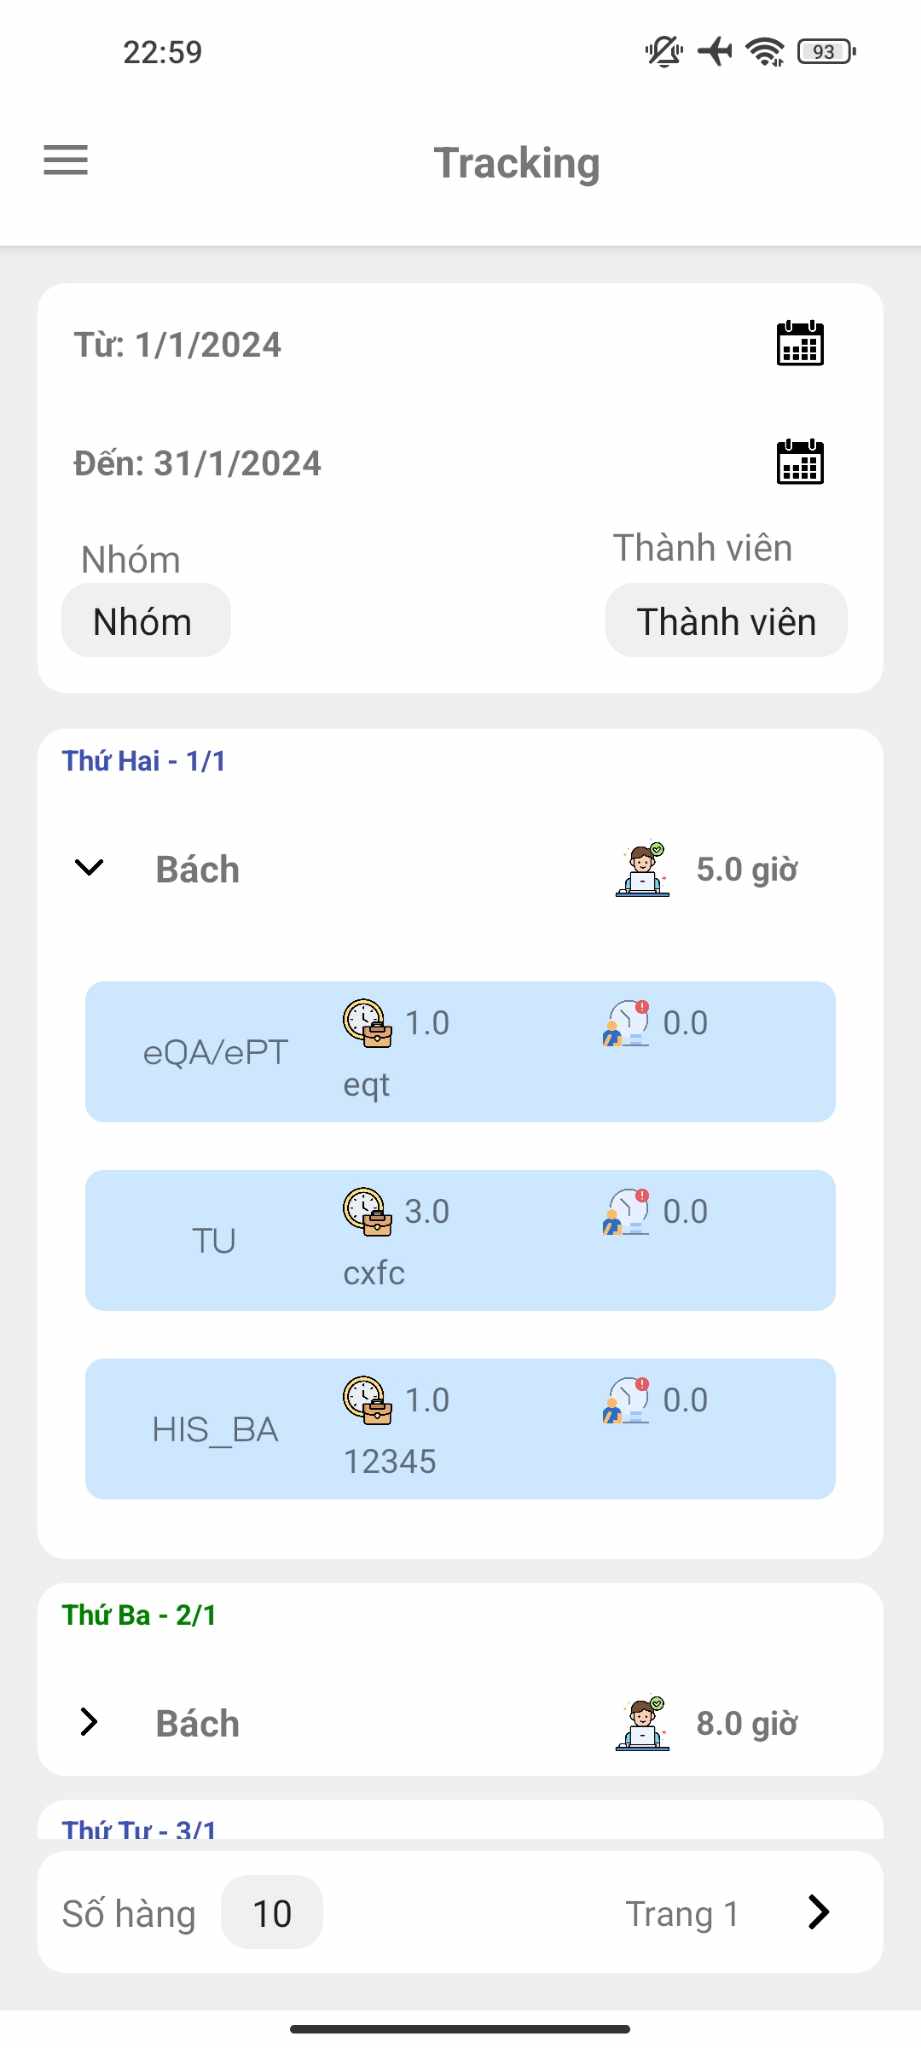 22:59
93
Tracking
Từ: 1/1/2024
Đến: 31/1/2024
Nhóm
Thành viên
Nhóm
Thành viên
Thứ Hai - 1/1
Bách
5.0 giờ
eQA/ePT
1.0
0.0
eqt
TU
3.0
0.0
cxfc
HIS_BA
1.0
0.0
12345
Thứ Ba - 2/1
Bách
8.0 giờ
Thứ Tư - 3/1
Số hàng
10
Trang 1